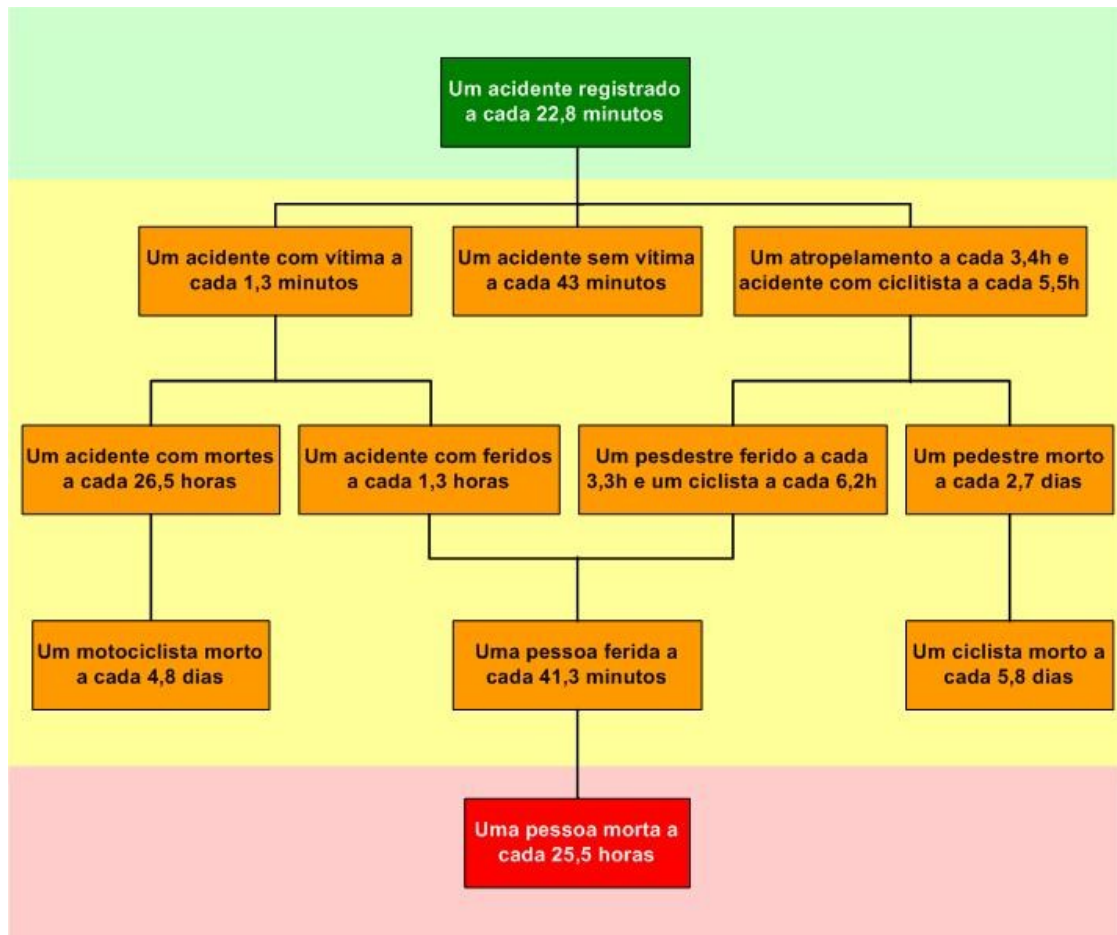 Um acidente registrado
a cada 22,8 minutos
Um acidente com vítima a
cada 1,3 minutos
Um acidente sem vítima
a cada 43 minutos
Um atropelamento a cada 3,4h e
acidente com ciclitista a cada 5,5h
Um acidente com mortes
a cada 26,5 horas
Um acidente com feridos
a cada 1,3 horas
Um pesdestre ferido a cada
3,3h e um ciclista a cada 6,2h
Um pedestre morto
a cada 2,7 dias
Um motociclista morto
a cada 4,8 dias
Uma pessoa ferida a
cada 41,3 minutos
Um ciclista morto a
cada 5,8 dias
Uma pessoa morta a
cada 25,5 horas